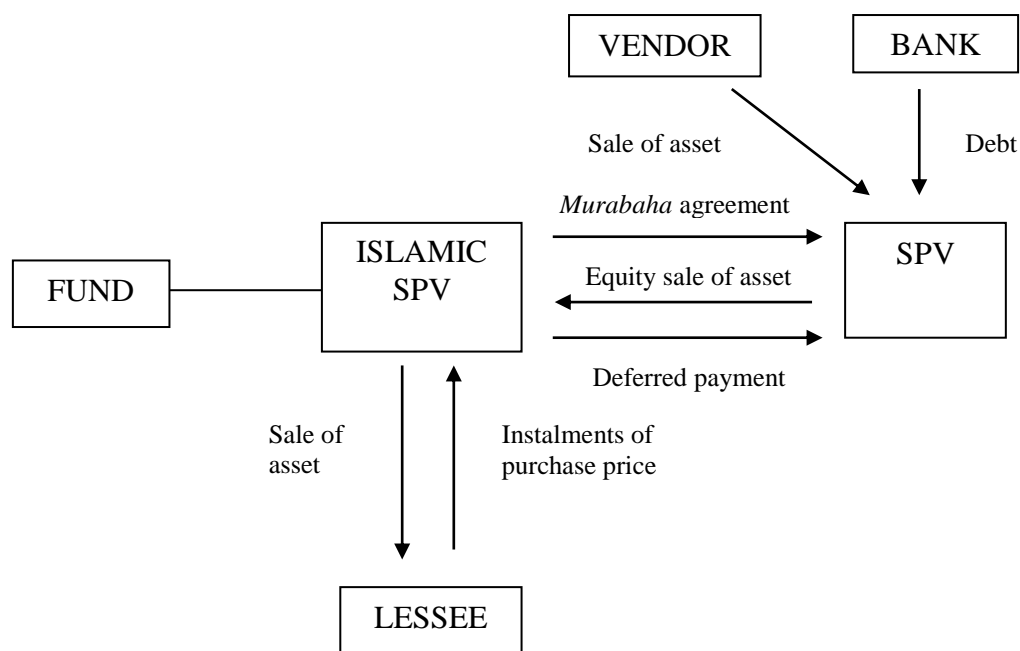 VENDOR
BANK
Sale of asset
Debt
Murabaha agreement
ISLAMIC
SPV
SPV
Equity sale of asset
FUND
Deferred payment
Sale of
asset
Instalments of
purchase price
LESSEE